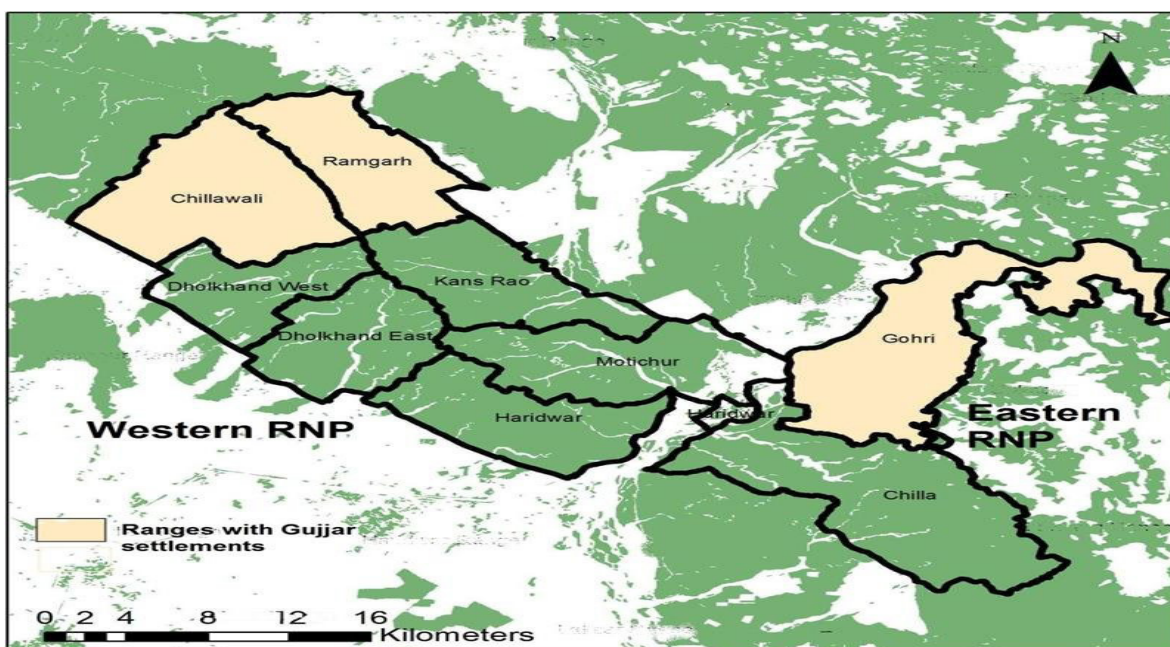 N
Ramgarh
Chillawali
Kans Rao
Dholkhand West
Dholkhand East
Gohri
Motichur
Haridwar
Haridwar
Eastern
RNP
Western RNP
Chilla
Ranges with Gujjar
settlements
0 2 4 8 12 16
Kilometers